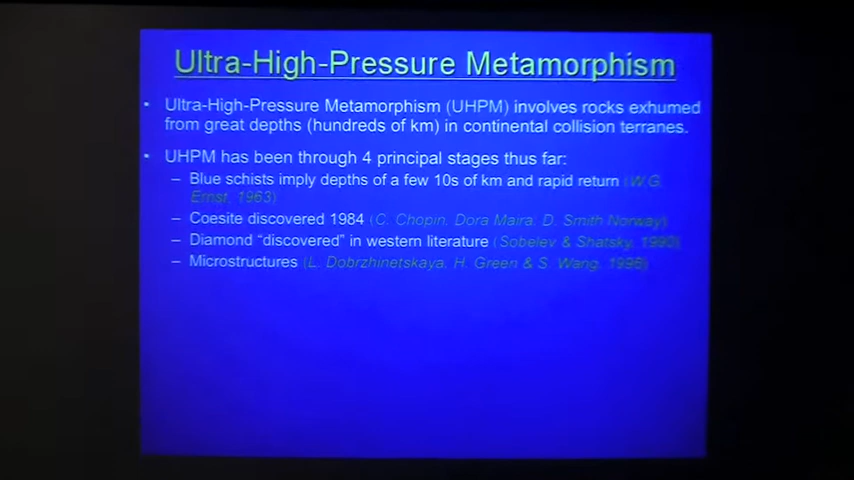 Ultra-High-Pressure Metamorphism
• Ultra-High-Pressure Metamorphism (UHPM) involves rocks exhumed
from great depths (hundreds of km) in continental collision terranes.
• UHPM has been through 4 principal stages thus far:
– Blue schists imply depths of a few 10s of km and rapid return (W.G.
Ernst, 1963)
– Coesite discovered 1984 (C. Chopin, Dora Maira; D. Smith Norway)
– Diamond “discovered” in western literature (Sobelev & Shatsky, 1990)
– Microstructures (L. Dobrzhinetskaya, H. Green & S. Wang, 1996)